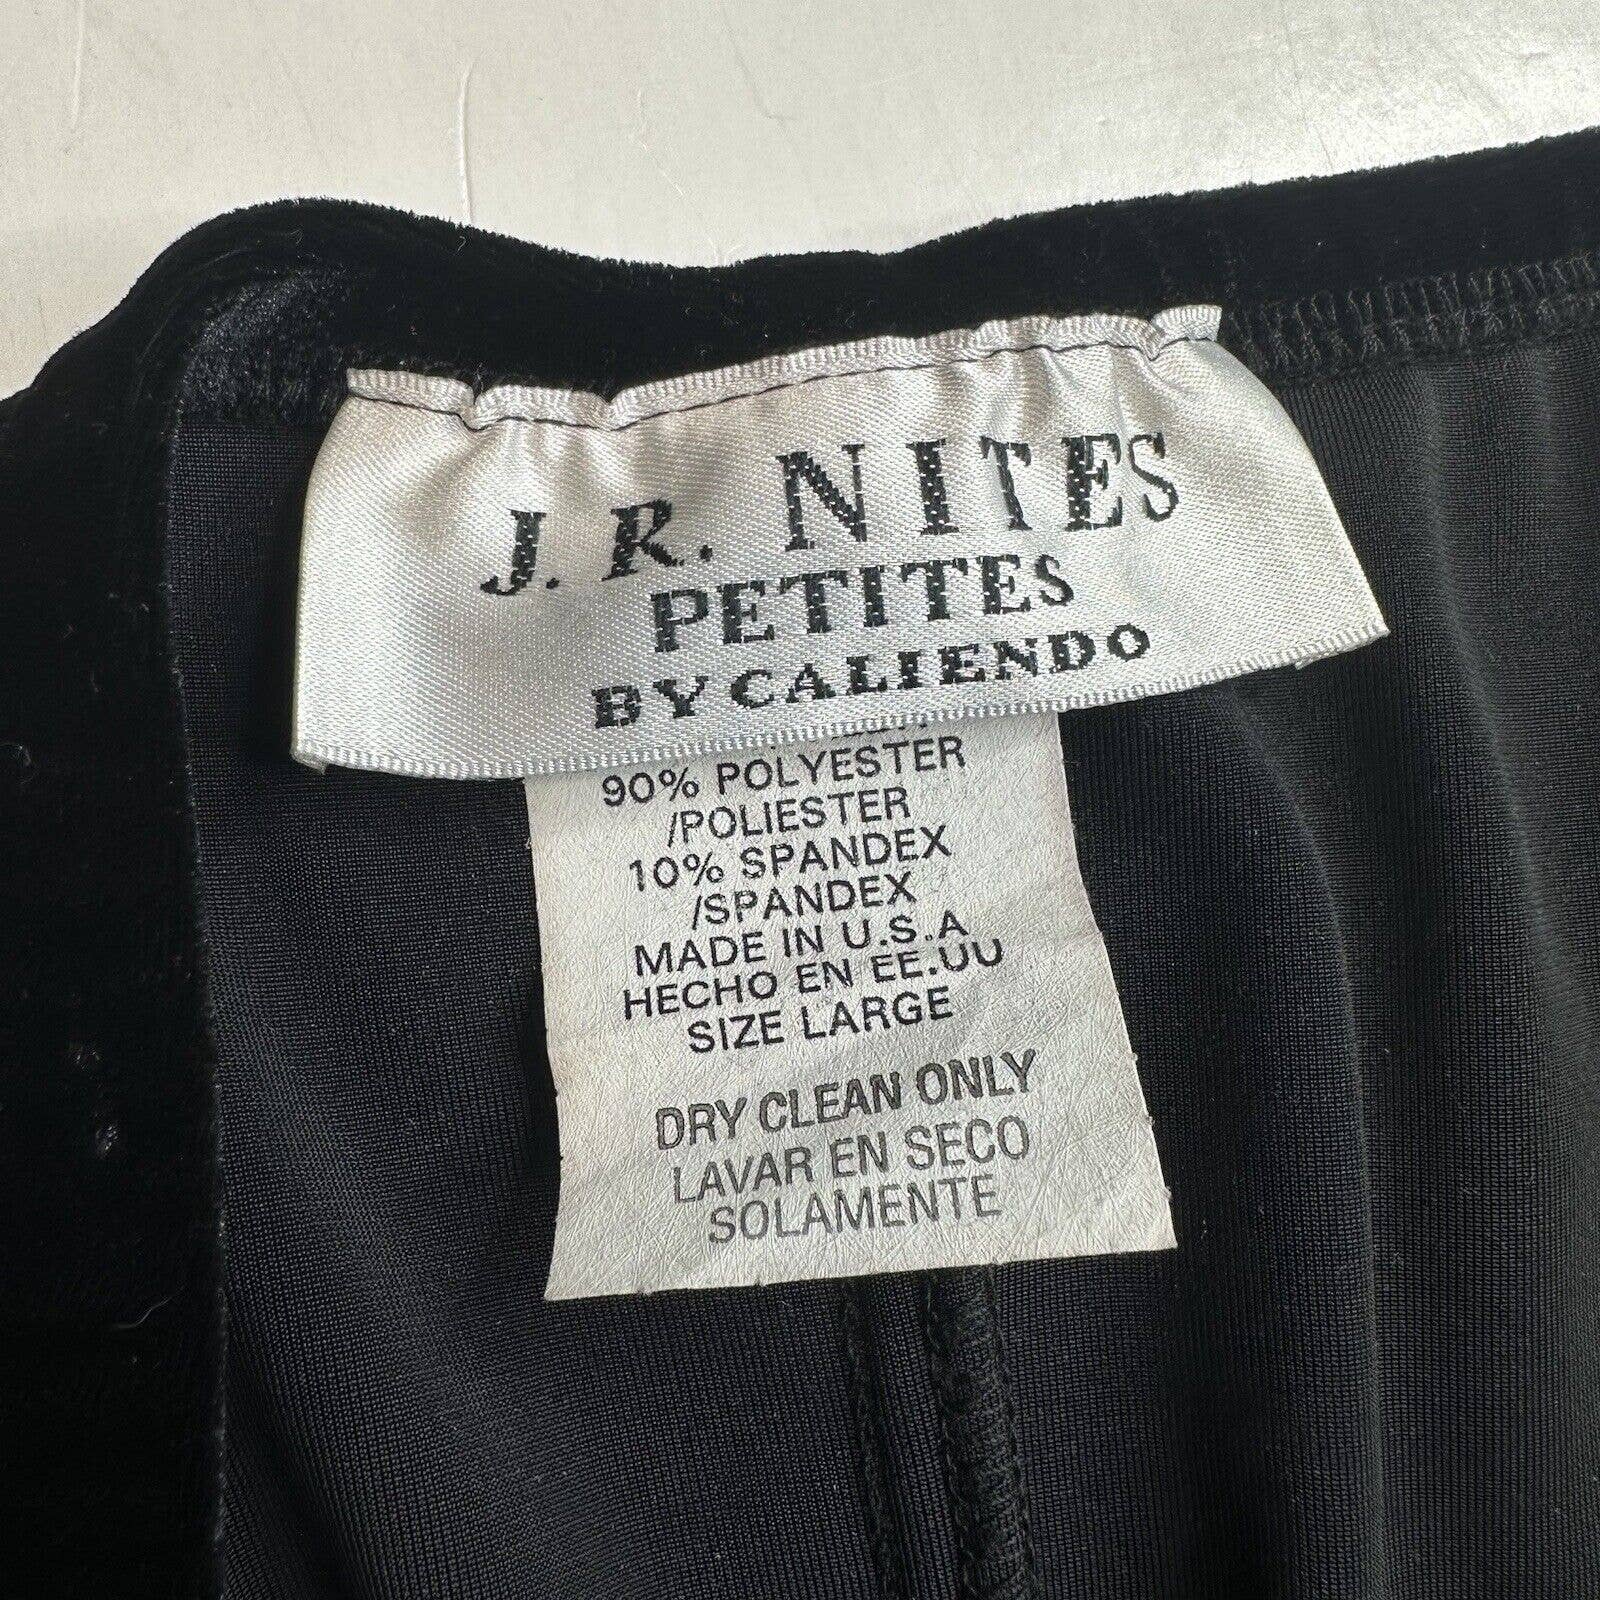 J. R. NITES
PETITES
BY CALIENDO
90% POLYESTER
/POLIESTER
10% SPANDEX
/SPANDEX
MADE IN U.S.A
HECHO EN EE.UU
SIZE LARGE
DRY CLEAN ONLY
LAVAR EN SECO
SOLAMENTE